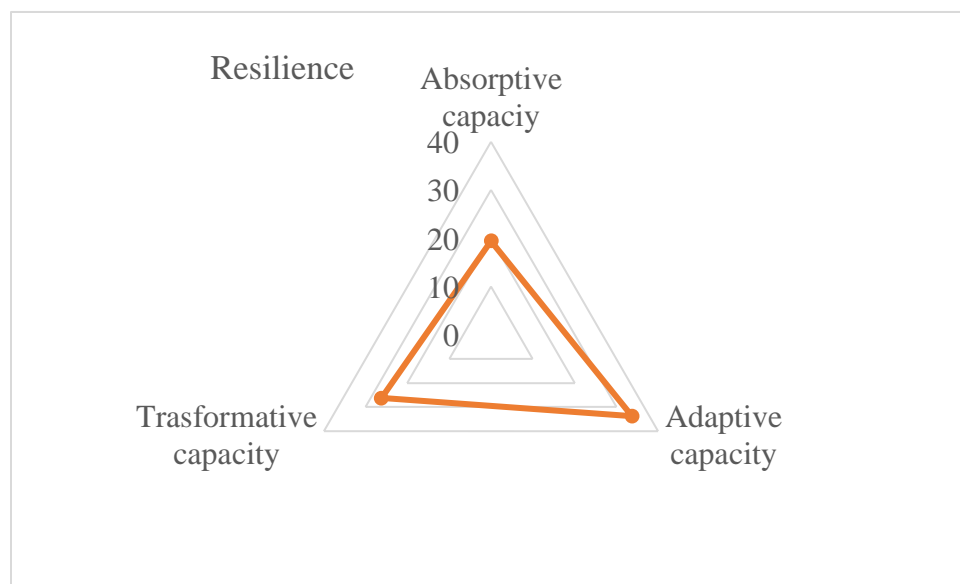 Resilience
Absorptive
capaciy
40
30
20
10
0
Trasformative
capacity
Adaptive
capacity